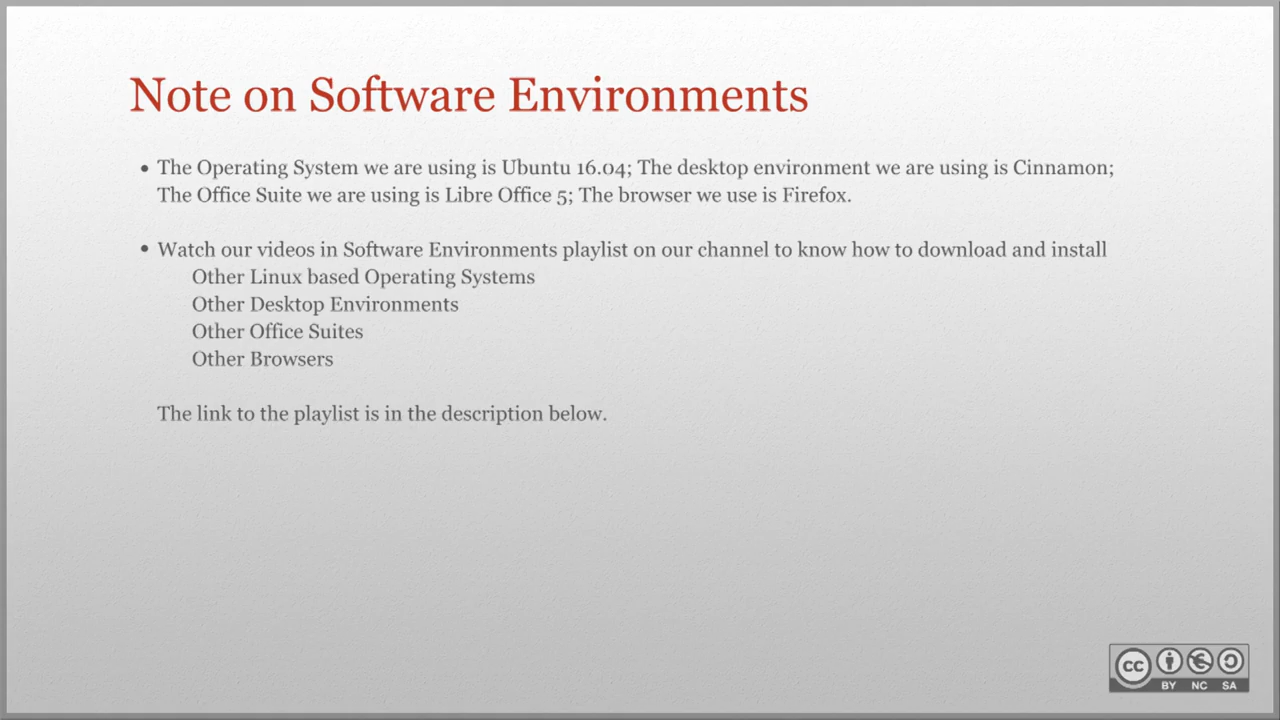 Note on Software Environments
• The Operating System we are using is Ubuntu 16.04; The desktop environment we are using is Cinnamon;
The Office Suite we are using is Libre Office 5; The browser we use is Firefox.
• Watch our videos in Software Environments playlist on our channel to know how to download and install
Other Linux based Operating Systems
Other Desktop Environments
Other Office Suites
Other Browsers
The link to the playlist is in the description below.
cc
BY NC SA